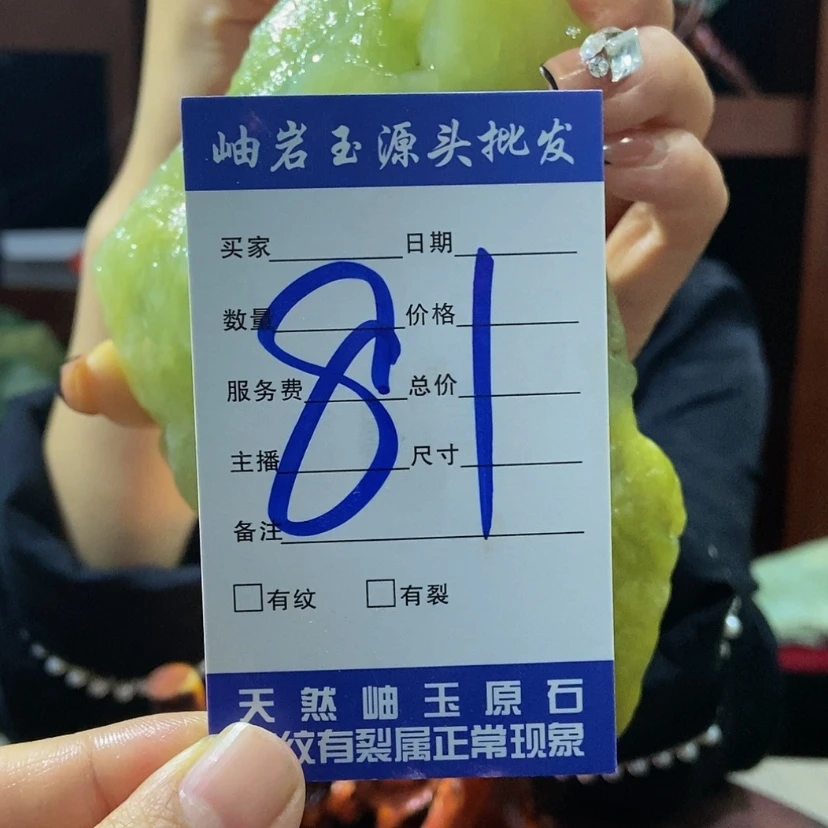 岫岩玉源头批发
买家 日期
数量 价格
服务费 总价
主播 尺寸
备注
81
有纹 有裂
天然岫玉原石
纹有裂属正常现象